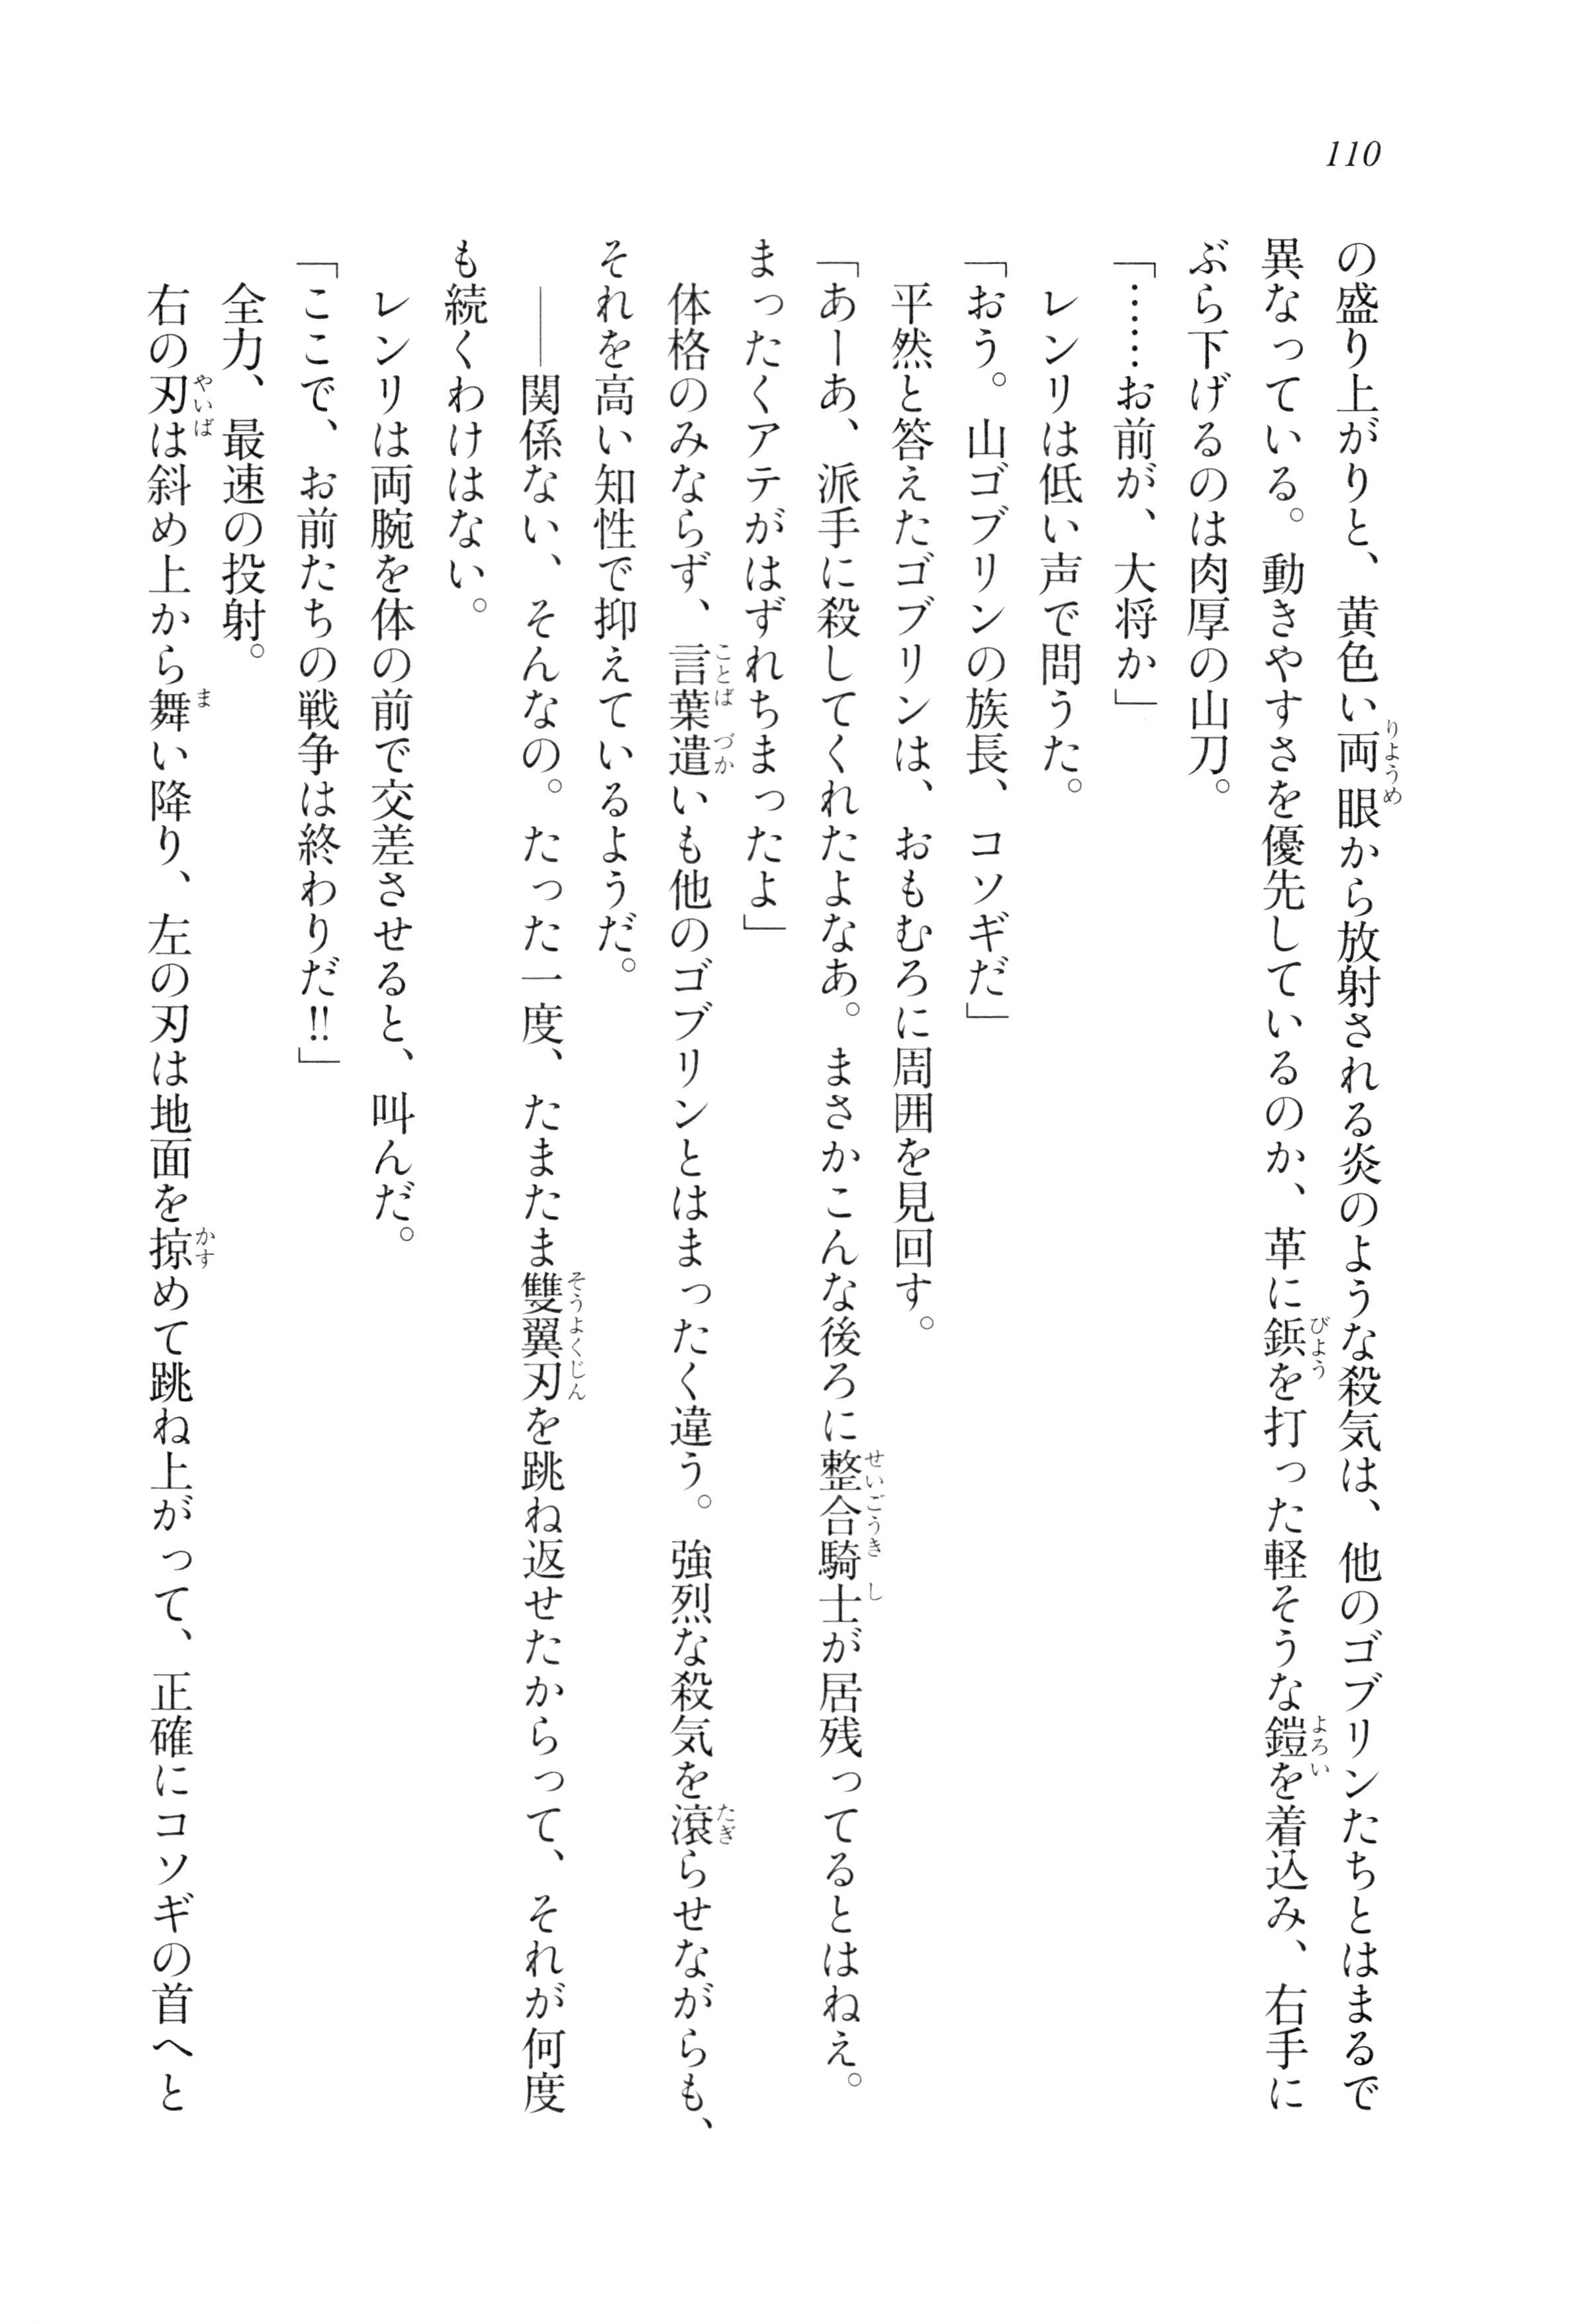 110
の盛り上がりと、黄色い両眼から放射される炎のような殺気は、他のゴブリンたちとはまるで
異なっている。動きやすさを優先しているのか、革に鋲を打った軽そうな鎧を着込み、右手に
ぶら下げるのは肉厚の山刀。
「……お前が、大将か」
レンリは低い声で問うた。
「おう。山ゴブリンの族長、コソギだ」
平然と答えたゴブリンは、おもむろに周囲を見回す。
「あーあ、派手に殺してくれたよなあ。まさかこんな後ろに整合騎士が居残ってるとはねぇ。
まったくアテがはずれちまったよ」
体格のみならず、言葉遣いも他のゴブリンとはまったく違う。強烈な殺気を滾らせながらも、
それを高い知性で抑えているようだ。
――関係ない、そんなの。たった一度、たまたま雙翼刃を跳ね返せたからって、それが何度
も続くわけはない。
レンリは両腕を体の前で交差させると、叫んだ。
「ここで、お前たちの戦争は終わりだ!!」
全力、最速の投射。
右の刃は斜め上から舞い降り、左の刃は地面を掠めて跳ね上がって、正確にコソギの首へと